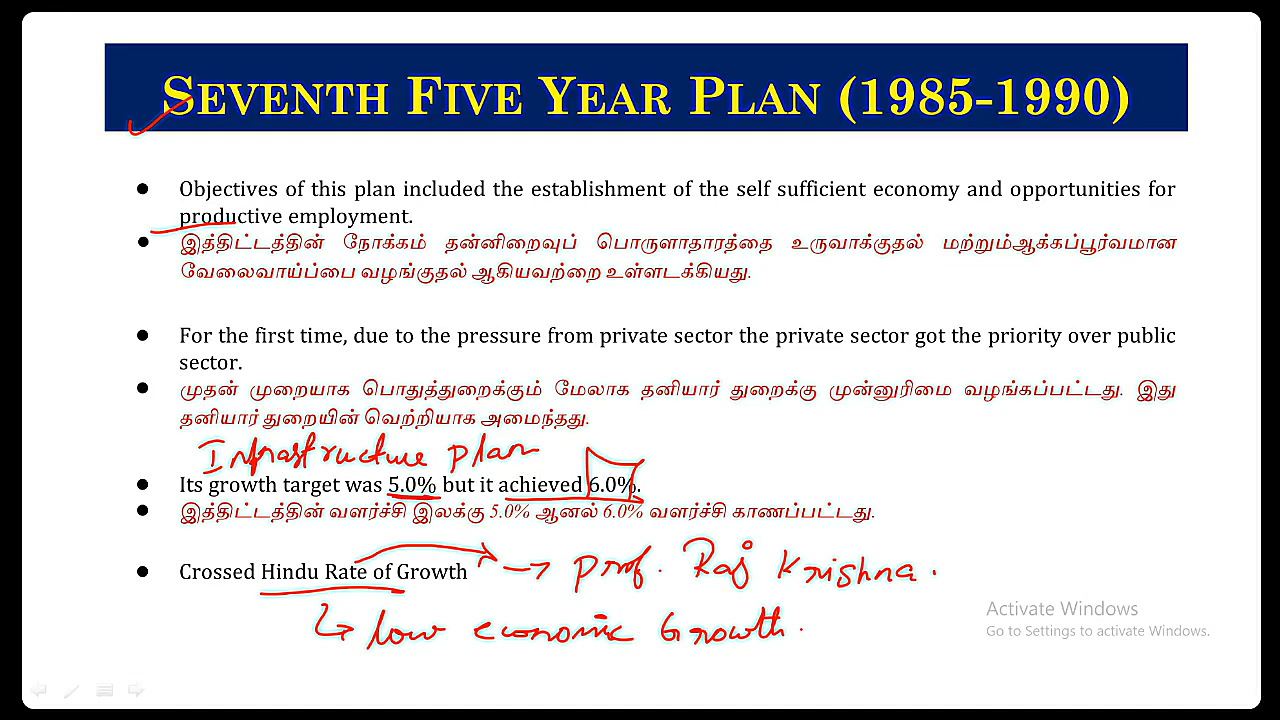 SEVENTH FIVE YEAR PLAN (1985-1990)
● Objectives of this plan included the establishment of the self sufficient economy and opportunities for
productive employment.
● இத்திட்டத்தின் நோக்கம் தன்னிறைவுப் பொருளாதாரத்தை உருவாக்குதல் மற்றும்ஆக்கப்பூர்வமான
வேலைவாய்ப்பை வழங்குதல் ஆகியவற்றை உள்ளடக்கியது.
● For the first time, due to the pressure from private sector the private sector got the priority over public
sector.
● முதன் முறையாக பொதுத்துறைக்கும் மேலாக தனியார் துறைக்கு முன்னுரிமை வழங்கப்பட்டது. இது
தனியார் துறையின் வெற்றியாக அமைந்தது.
Infrastructure plan
● Its growth target was 5.0% but it achieved 6.0%.
● இத்திட்டத்தின் வளர்ச்சி இலக்கு 5.0% ஆனல் 6.0% வளர்ச்சி காணப்பட்டது.
● Crossed Hindu Rate of Growth → Prof. Raj Krishna.
↳ low economic Growth.
Activate Windows
Go to Settings to activate Windows.